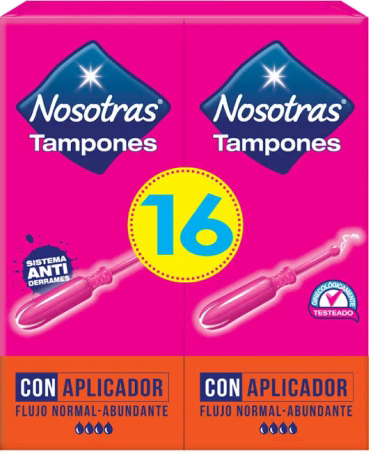 Nosotras®
Tampones
Nosotras®
Tampones
16
SISTEMA
ANTI
DERRAMES
GINECOLÓGICAMENTE
TESTEADO
CON APLICADOR
FLUJO NORMAL-ABUNDANTE
CON APLICADOR
FLUJO NORMAL-ABUNDANTE